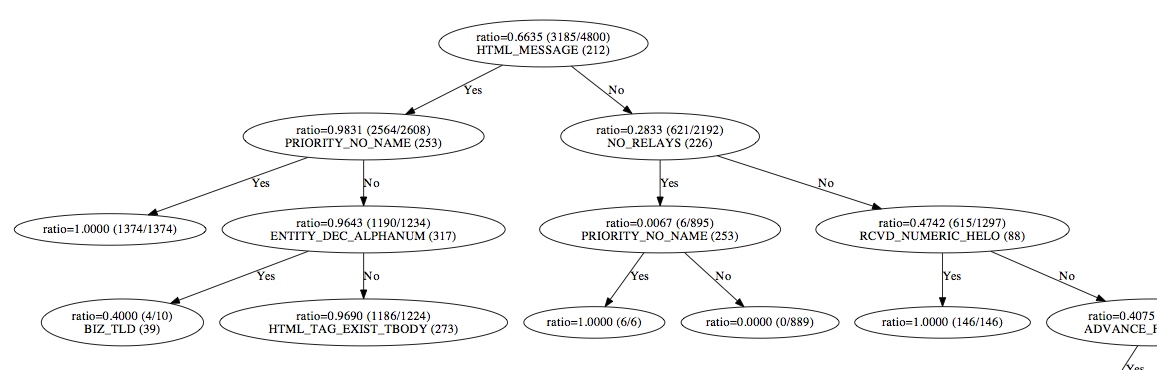 ratio=0.6635 (3185/4800)
HTML_MESSAGE (212)
Yes
No
ratio=0.9831 (2564/2608)
PRIORITY_NO_NAME (253)
ratio=0.2833 (621/2192)
NO_RELAYS (226)
Yes
No
Yes
No
ratio=1.0000 (1374/1374)
ratio=0.9643 (1190/1234)
ENTITY_DEC_ALPHANUM (317)
ratio=0.0067 (6/895)
PRIORITY_NO_NAME (253)
ratio=0.4742 (615/1297)
RCVD_NUMERIC_HELO (88)
Yes
No
Yes
No
Yes
No
ratio=0.4000 (4/10)
BIZ_TLD (39)
ratio=0.9690 (1186/1224)
HTML_TAG_EXIST_TBODY (273)
ratio=1.0000 (6/6)
ratio=0.0000 (0/889)
ratio=1.0000 (146/146)
ratio=0.4075
ADVANCE_
Yes